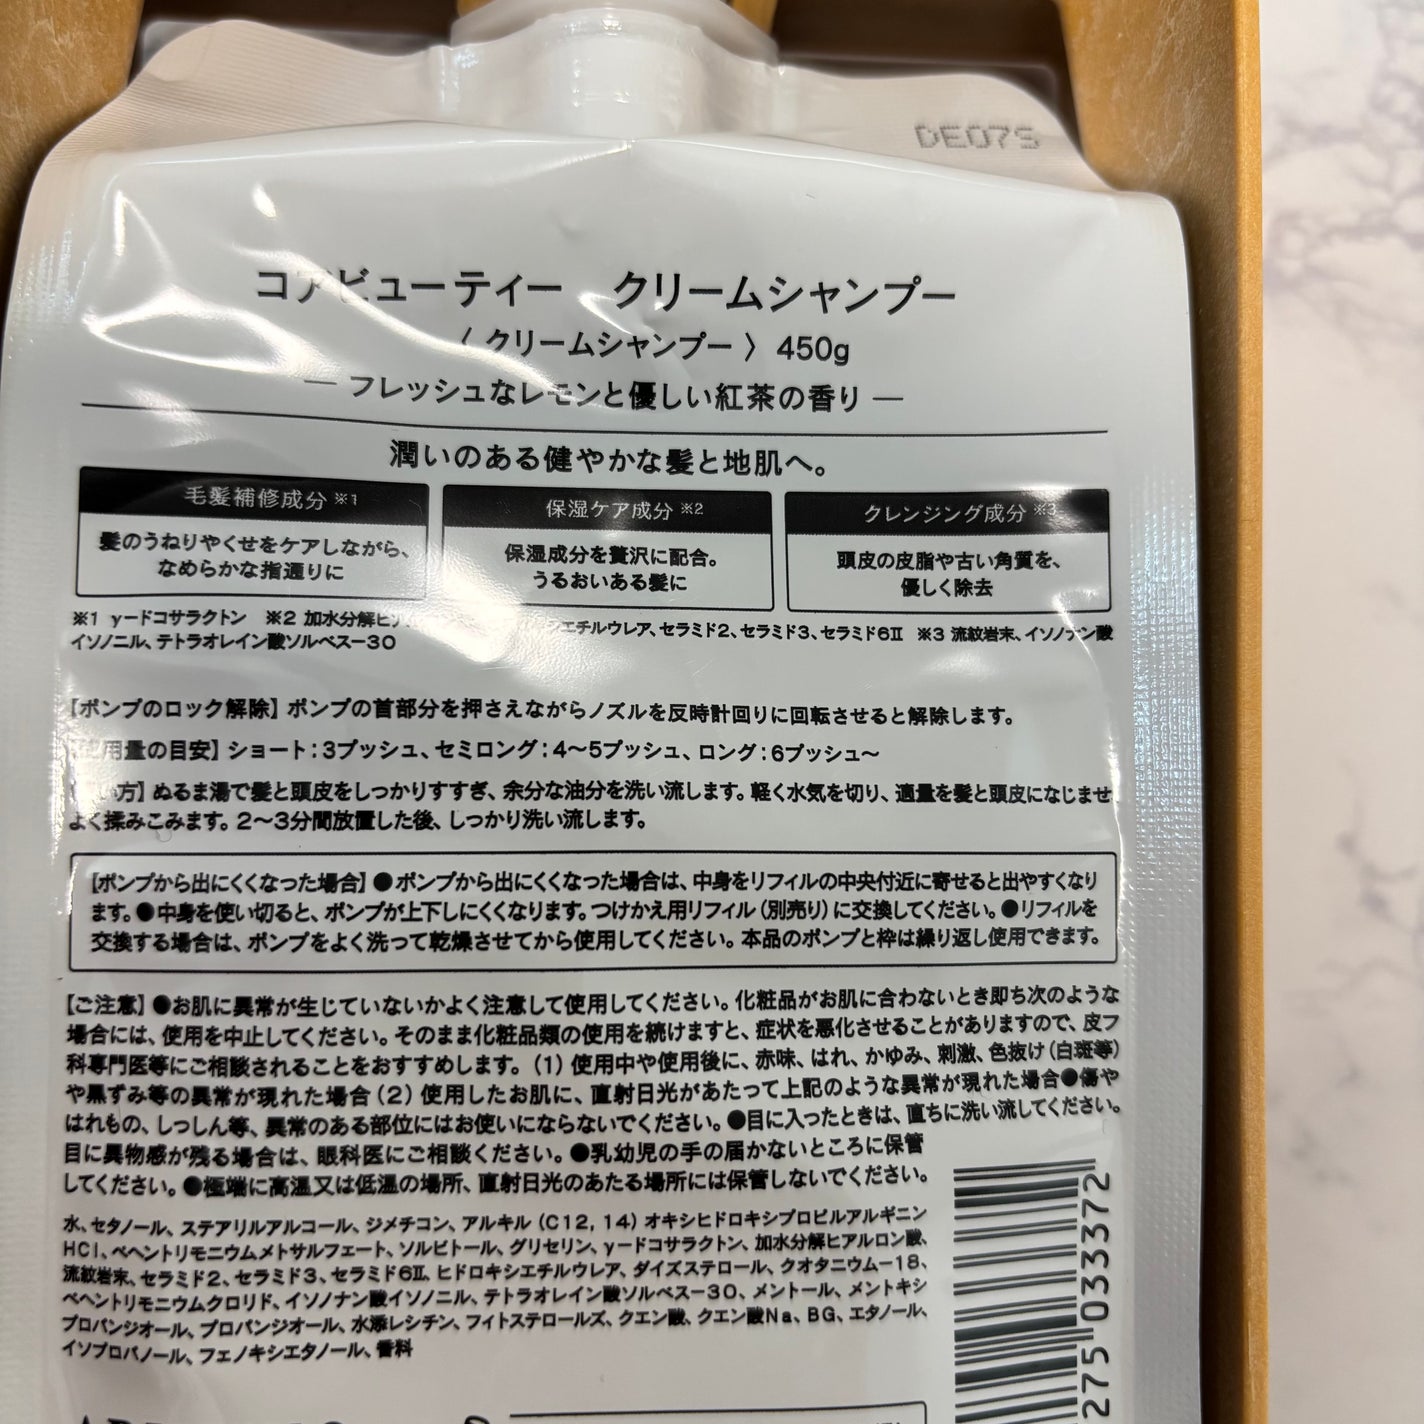 DE07S
コアビューティー クリームシャンプー
〈 クリームシャンプー 〉 450g
― フレッシュなレモンと優しい紅茶の香り ―
潤いのある健やかな髪と地肌へ。
毛髪補修成分 ※1
髪のうねりやくせをケアしながら、
なめらかな指通りに
保湿ケア成分 ※2
保湿成分を贅沢に配合。
うるおいある髪に
クレンジング成分 ※3
頭皮の皮脂や古い角質を、
優しく除去
※1 γードコサラクトン ※2 加水分解ヒア エチルウレア、セラミド2、セラミド3、セラミド6Ⅱ ※3 流紋岩末、イソノナン酸
イソノニル、テトラオレイン酸ソルベスー30
【ポンプのロック解除】 ポンプの首部分を押さえながらノズルを反時計回りに回転させると解除します。
用量の目安】 ショート：3プッシュ、セミロング：4〜5プッシュ、ロング：6プッシュ〜
い方】 ぬるま湯で髪と頭皮をしっかりすすぎ、余分な油分を洗い流します。軽く水気を切り、適量を髪と頭皮になじませ
よく揉みこみます。2〜3分間放置した後、しっかり洗い流します。
【ポンプから出にくくなった場合】 ●ポンプから出にくくなった場合は、中身をリフィルの中央付近に寄せると出やすくなり
ます。●中身を使い切ると、ポンプが上下しにくくなります。つけかえ用リフィル（別売り）に交換してください。●リフィルを
交換する場合は、ポンプをよく洗って乾燥させてから使用してください。本品のポンプと枠は繰り返し使用できます。
【ご注意】 ●お肌に異常が生じていないかよく注意して使用してください。化粧品がお肌に合わないとき即ち次のような
場合には、使用を中止してください。そのまま化粧品類の使用を続けますと、症状を悪化させることがありますので、皮フ
科専門医等にご相談されることをおすすめします。（1）使用中や使用後に、赤味、はれ、かゆみ、刺激、色抜け（白斑等）
や黒ずみ等の異常が現れた場合（2）使用したお肌に、直射日光があたって上記のような異常が現れた場合●傷や
はれもの、しっしん等、異常のある部位にはお使いにならないでください。●目に入ったときは、直ちに洗い流してください。
目に異物感が残る場合は、眼科医にご相談ください。●乳幼児の手の届かないところに保管
してください。●極端に高温又は低温の場所、直射日光のあたる場所には保管しないでください。
水、セタノール、ステアリルアルコール、ジメチコン、アルキル（C12，14）オキシヒドロキシプロピルアルギニン
HCl、ベヘントリモニウムメトサルフェート、ソルビトール、グリセリン、γードコサラクトン、加水分解ヒアルロン酸、
流紋岩末、セラミド2、セラミド3、セラミド6Ⅱ、ヒドロキシエチルウレア、ダイズステロール、クオタニウムー18、
ベヘントリモニウムクロリド、イソノナン酸イソノニル、テトラオレイン酸ソルベスー30、メントール、メントキシ
プロパンジオール、プロパンジオール、水添レシチン、フィトステロールズ、クエン酸、クエン酸Na、BG、エタノール、
イソプロパノール、フェノキシエタノール、香料
275 033372